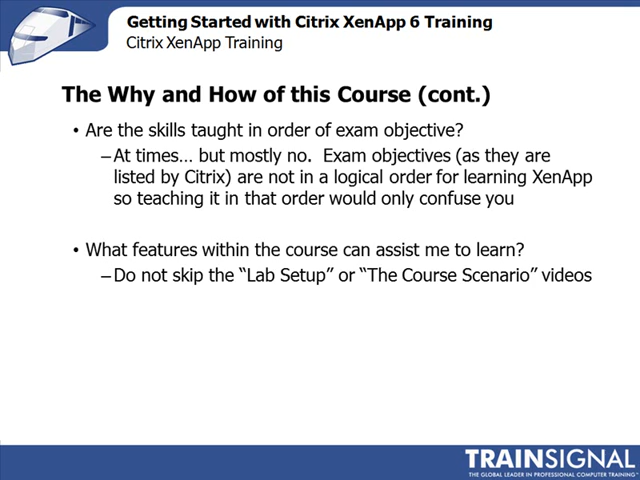 Getting Started with Citrix XenApp 6 Training
Citrix XenApp Training
The Why and How of this Course (cont.)
• Are the skills taught in order of exam objective?
–At times… but mostly no.  Exam objectives (as they are
listed by Citrix) are not in a logical order for learning XenApp
so teaching it in that order would only confuse you
• What features within the course can assist me to learn?
–Do not skip the “Lab Setup” or “The Course Scenario” videos
TRAINSIGNAL
THE GLOBAL LEADER IN PROFESSIONAL COMPUTER TRAINING